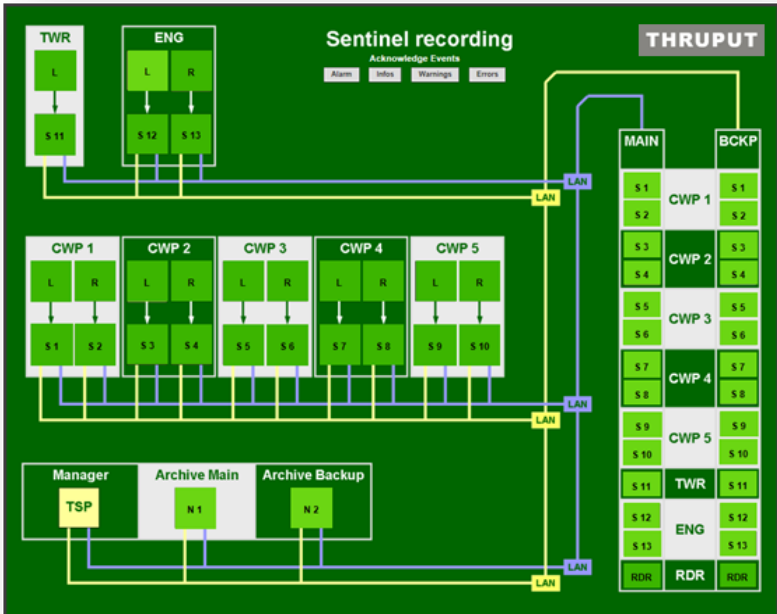 TWR
ENG
Sentinel recording
THRUPUT
Acknowledge Events
Alarm
Infos
Warnings
Errors
L
L
R
S 11
S 12
S 13
LAN
LAN
CWP 1
CWP 2
CWP 3
CWP 4
CWP 5
L
R
L
R
L
R
L
R
L
R
S 1
S 2
S 3
S 4
S 5
S 6
S 7
S 8
S 9
S 10
LAN
LAN
Manager
Archive Main
Archive Backup
TSP
N 1
N 2
LAN
LAN
MAIN
BCKP
S 1
CWP 1
S 1
S 2
S 2
S 3
CWP 2
S 3
S 4
S 4
S 5
CWP 3
S 5
S 6
S 6
S 7
CWP 4
S 7
S 8
S 8
S 9
CWP 5
S 9
S 10
S 10
S 11
TWR
S 11
S 12
ENG
S 12
S 13
S 13
RDR
RDR
RDR